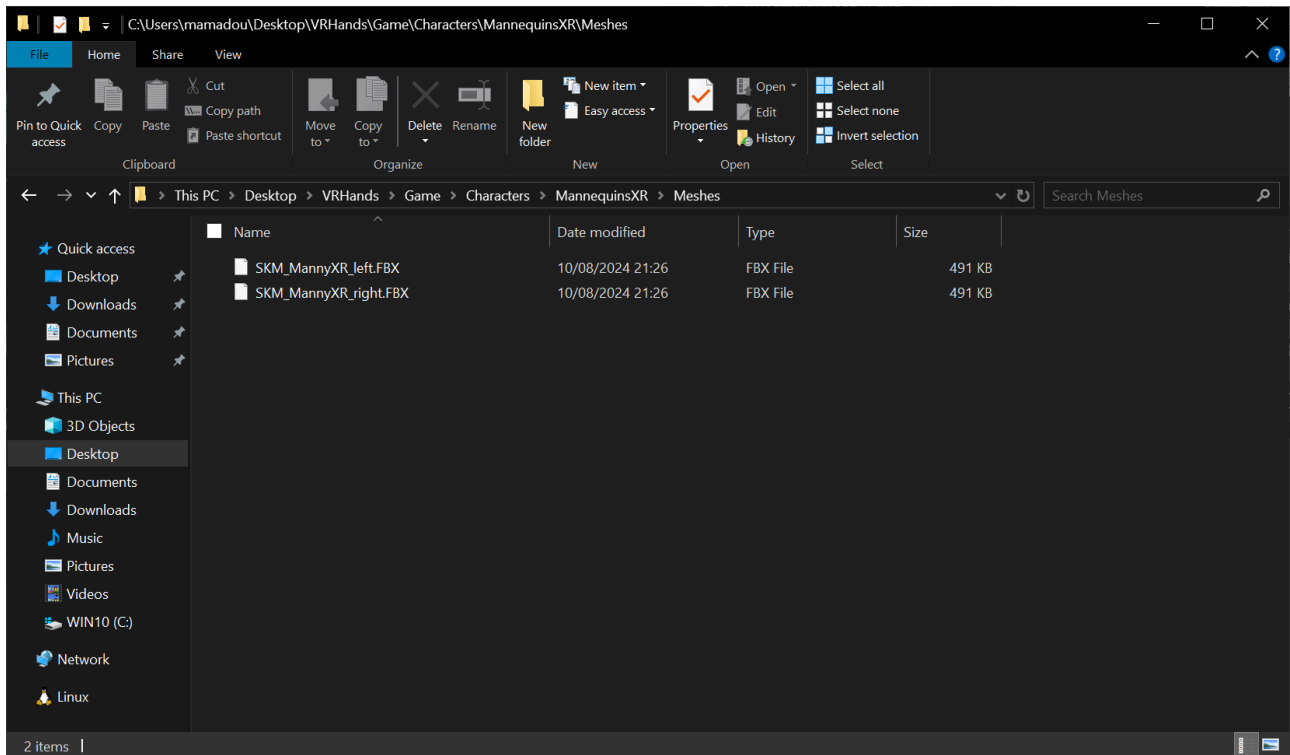 C:\Users\mamadou\Desktop\VRHands\Game\Characters\MannequinsXR\Meshes
File Home Share View
Pin to Quick access
Copy
Paste
Cut
Copy path
Paste shortcut
Clipboard
Move to
Copy to
Delete
Rename
Organize
New folder
New item
Easy access
New
Properties
Open
Edit
History
Open
Select all
Select none
Invert selection
Select
This PC > Desktop > VRHands > Game > Characters > MannequinsXR > Meshes
Search Meshes
Name Date modified Type Size
SKM_MannyXR_left.FBX 10/08/2024 21:26 FBX File 491 KB
SKM_MannyXR_right.FBX 10/08/2024 21:26 FBX File 491 KB
Quick access
Desktop
Downloads
Documents
Pictures
This PC
3D Objects
Desktop
Documents
Downloads
Music
Pictures
Videos
WIN10 (C:)
Network
Linux
2 items